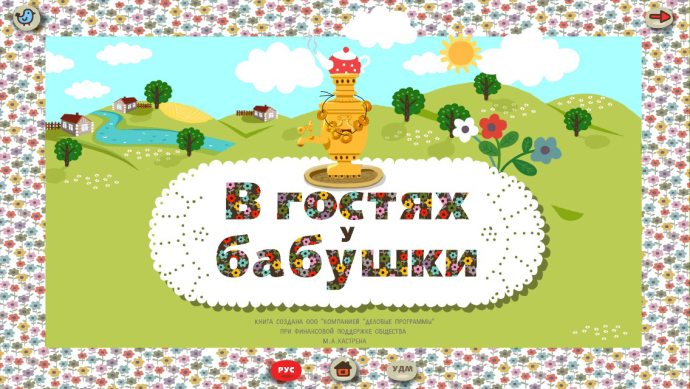 В гостях
у
бабушки
КНИГА СОЗДАНА ООО "КОМПАНИЕЙ "ДЕЛОВЫЕ ПРОГРАММЫ"
ПРИ ФИНАНСОВОЙ ПОДДЕРЖКЕ ОБЩЕСТВА
М.А.КАСТРЕНА
РУС
УДМ